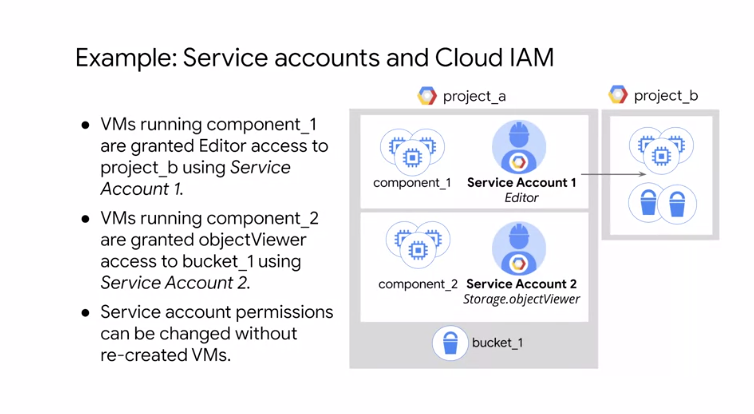 Example: Service accounts and Cloud IAM
● VMs running component_1
are granted Editor access to
project_b using Service
Account 1.
● VMs running component_2
are granted objectViewer
access to bucket_1 using
Service Account 2.
● Service account permissions
can be changed without
re-created VMs.
project_a
component_1
Service Account 1
Editor
component_2
Service Account 2
Storage.objectViewer
bucket_1
project_b